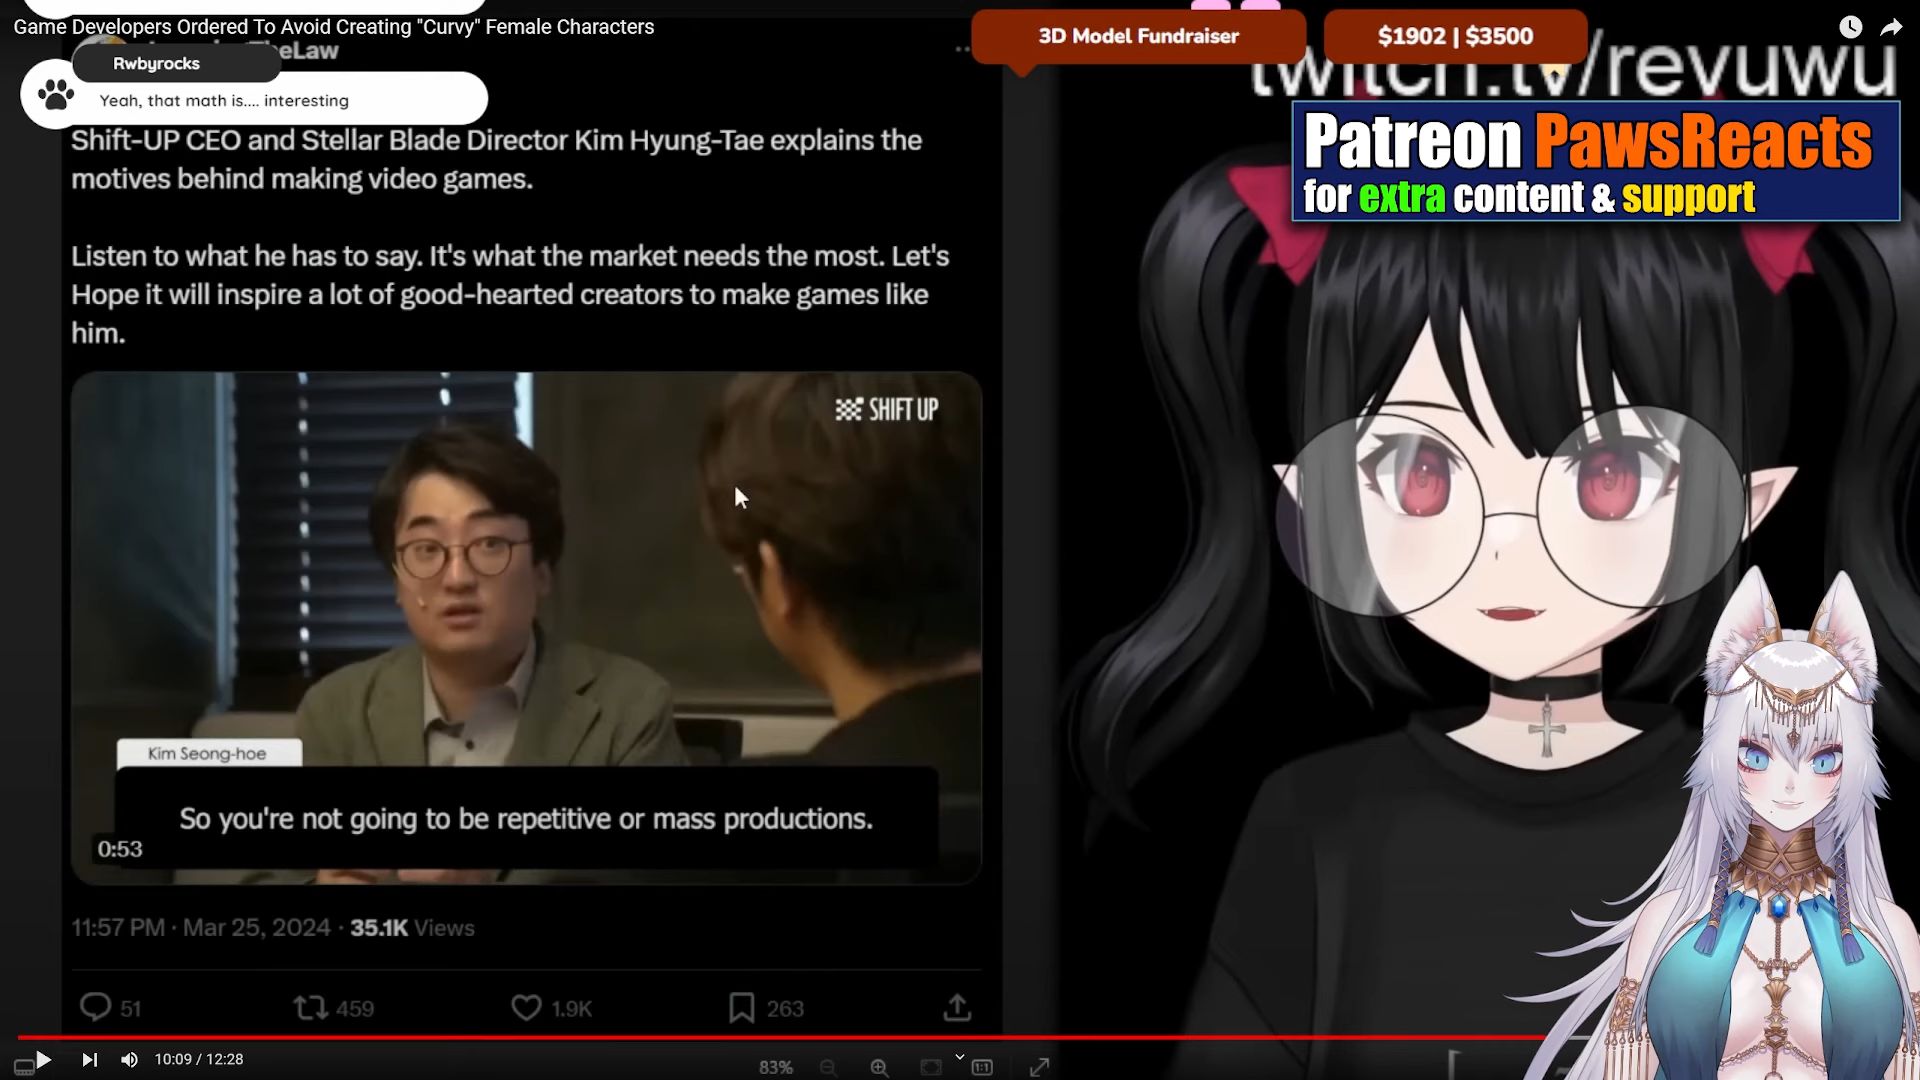 Game Developers Ordered To Avoid Creating "Curvy" Female Characters
TheLaw
Rwbyrocks
Yeah, that math is.... interesting
3D Model Fundraiser
$1902 | $3500
twitch.tv/revuwu
Patreon PawsReacts
for extra content & support
Shift-UP CEO and Stellar Blade Director Kim Hyung-Tae explains the
motives behind making video games.
Listen to what he has to say. It's what the market needs the most. Let's
Hope it will inspire a lot of good-hearted creators to make games like
him.
SHIFT UP
Kim Seong-hoe
So you're not going to be repetitive or mass productions.
0:53
11:57 PM · Mar 25, 2024 · 35.1K Views
51 459 1.9K 263
10:09 / 12:28
83%
1:1